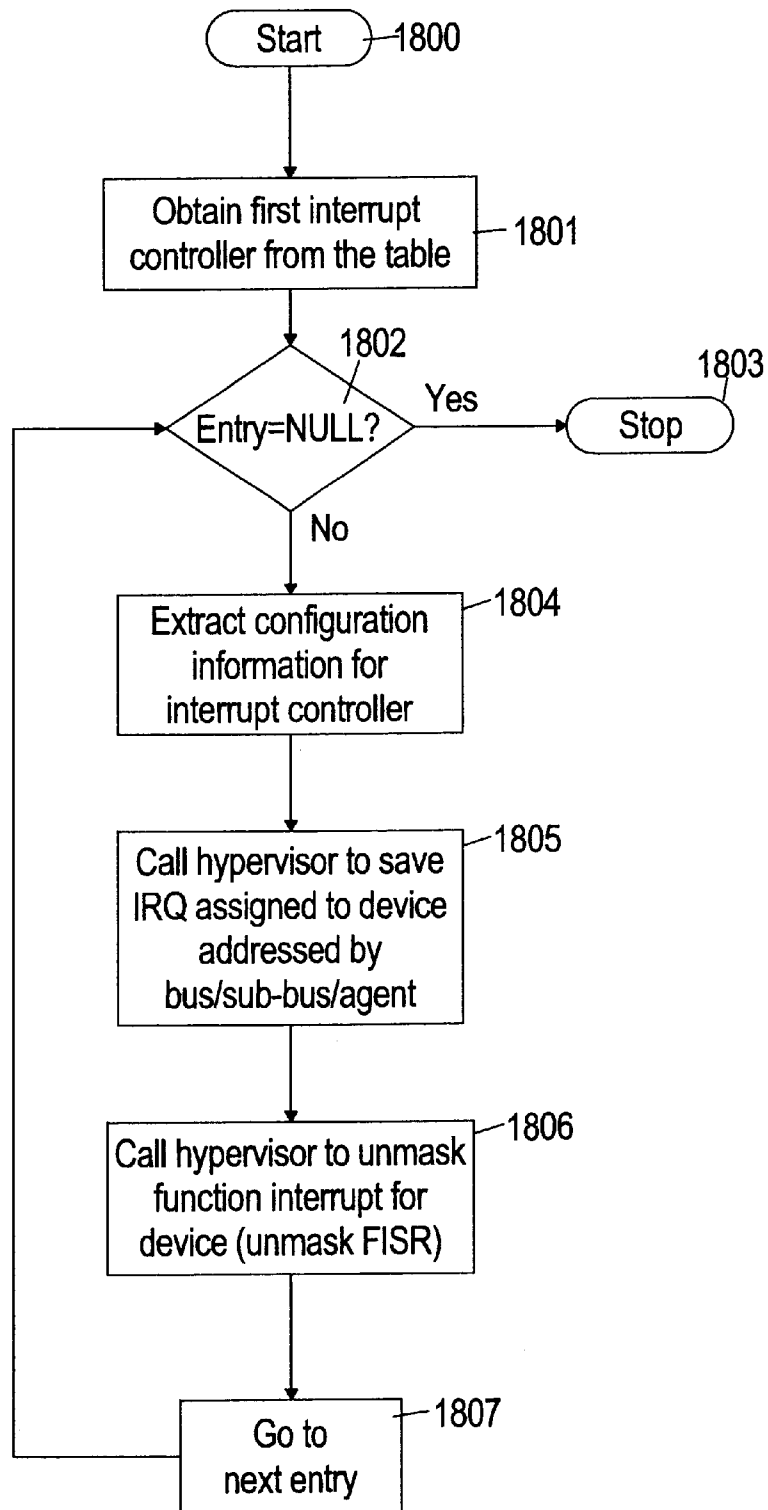 Start
1800
Obtain first interrupt
controller from the table
1801
1802
Entry=NULL?
Yes
1803
Stop
No
1804
Extract configuration
information for
interrupt controller
1805
Call hypervisor to save
IRQ assigned to device
addressed by
bus/sub-bus/agent
1806
Call hypervisor to unmask
function interrupt for
device (unmask FISR)
1807
Go to
next entry